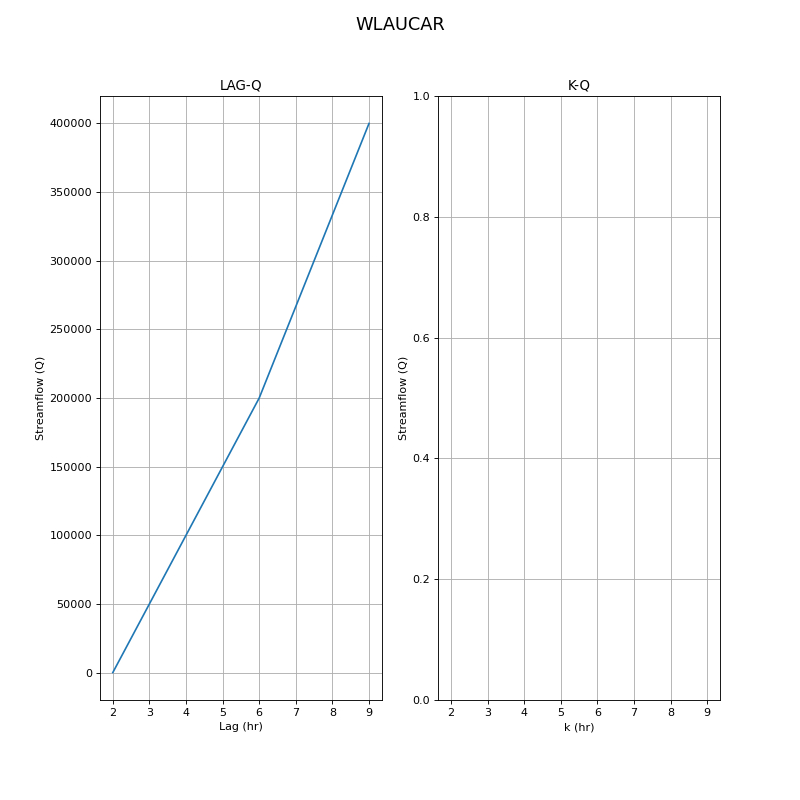 WLAUCAR
LAG-Q
400000
350000
300000
250000
200000
150000
100000
50000
0
Streamflow (Q)
2 3 4 5 6 7 8 9
Lag (hr)
K-Q
1.0
0.8
0.6
0.4
0.2
0.0
Streamflow (Q)
2 3 4 5 6 7 8 9
k (hr)